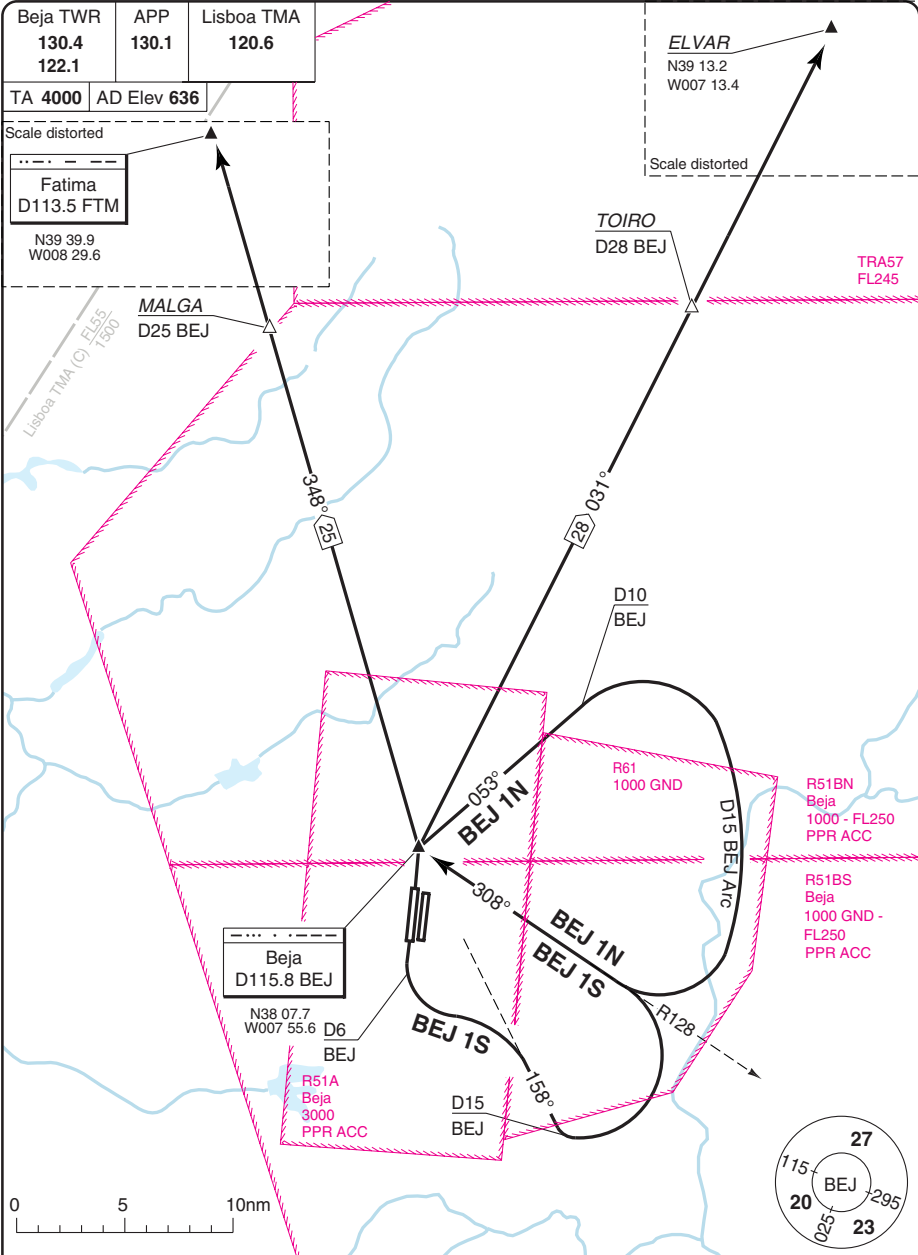 Beja TWR
130.4
122.1
APP
130.1
Lisboa TMA
120.6
TA 4000
AD Elev 636
Scale distorted
Fatima
D113.5 FTM
N39 39.9
W008 29.6
ELVAR
N39 13.2
W007 13.4
Scale distorted
TOIRO
D28 BEJ
TRA57
FL245
MALGA
D25 BEJ
Lisboa TMA (C) FL55
1500
348°
25
28
031°
D10
BEJ
053°
BEJ 1N
R61
1000 GND
R51BN
Beja
1000 - FL250
PPR ACC
D15 BEJ Arc
R51BS
Beja
1000 GND -
FL250
PPR ACC
308°
BEJ 1N
BEJ 1S
Beja
D115.8 BEJ
N38 07.7
W007 55.6
D6
BEJ
BEJ 1S
R128
158°
R51A
Beja
3000
PPR ACC
D15
BEJ
0 5 10nm
27
115
BEJ
295
20
025
23